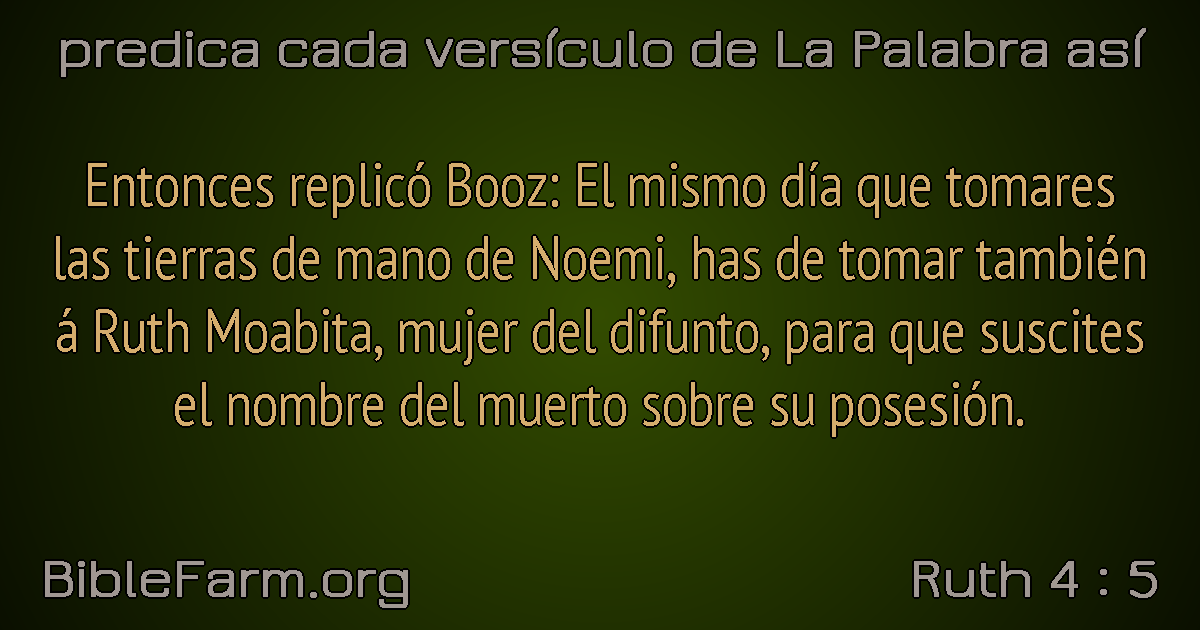 predica cada versículo de La Palabra así
Entonces replicó Booz: El mismo día que tomares
las tierras de mano de Noemi, has de tomar también
á Ruth Moabita, mujer del difunto, para que suscites
el nombre del muerto sobre su posesión.
BibleFarm.org
Ruth 4 : 5